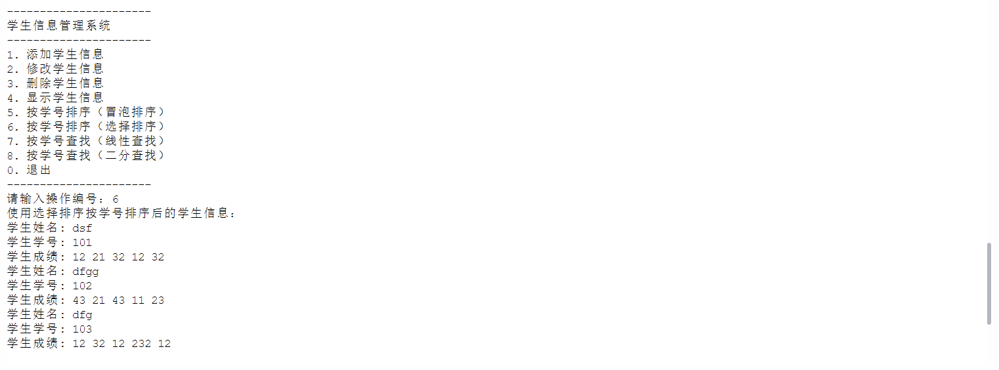 ----------------------
学生信息管理系统
----------------------
1. 添加学生信息
2. 修改学生信息
3. 删除学生信息
4. 显示学生信息
5. 按学号排序（冒泡排序）
6. 按学号排序（选择排序）
7. 按学号查找（线性查找）
8. 按学号查找（二分查找）
0. 退出
----------------------
请输入操作编号：6
使用选择排序按学号排序后的学生信息：
学生姓名: dsf
学生学号: 101
学生成绩: 12 21 32 12 32
学生姓名: dfgg
学生学号: 102
学生成绩: 43 21 43 11 23
学生姓名: dfg
学生学号: 103
学生成绩: 12 32 12 232 12